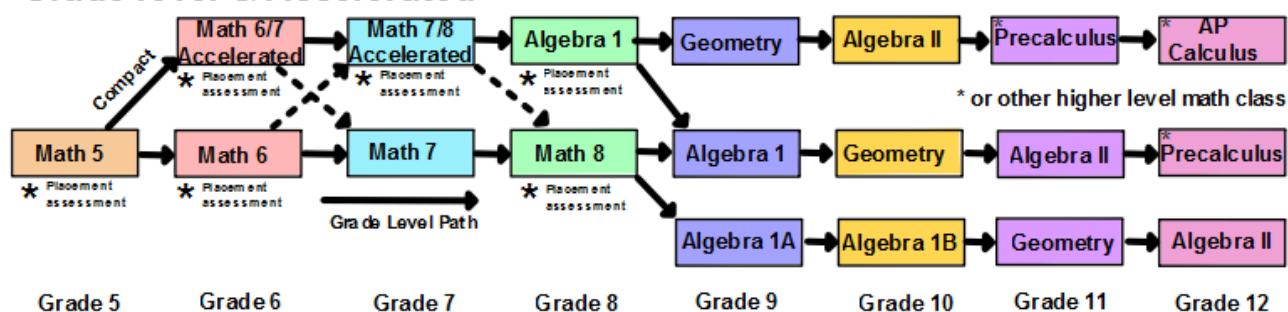 Math 6/7
Accelerated
Math 7/8
Accelerated
Algebra 1
Geometry
Algebra II
*Precalculus
* AP
Calculus
* Placement
assessment
* Placement
assessment
* Placement
assessment
Compact
* or other higher level math class
Math 5
Math 6
Math 7
Math 8
Algebra 1
Geometry
Algebra II
*Precalculus
* Placement
assessment
* Placement
assessment
* Placement
assessment
Grade Level Path
Algebra 1A
Algebra 1B
Geometry
Algebra II
Grade 5
Grade 6
Grade 7
Grade 8
Grade 9
Grade 10
Grade 11
Grade 12